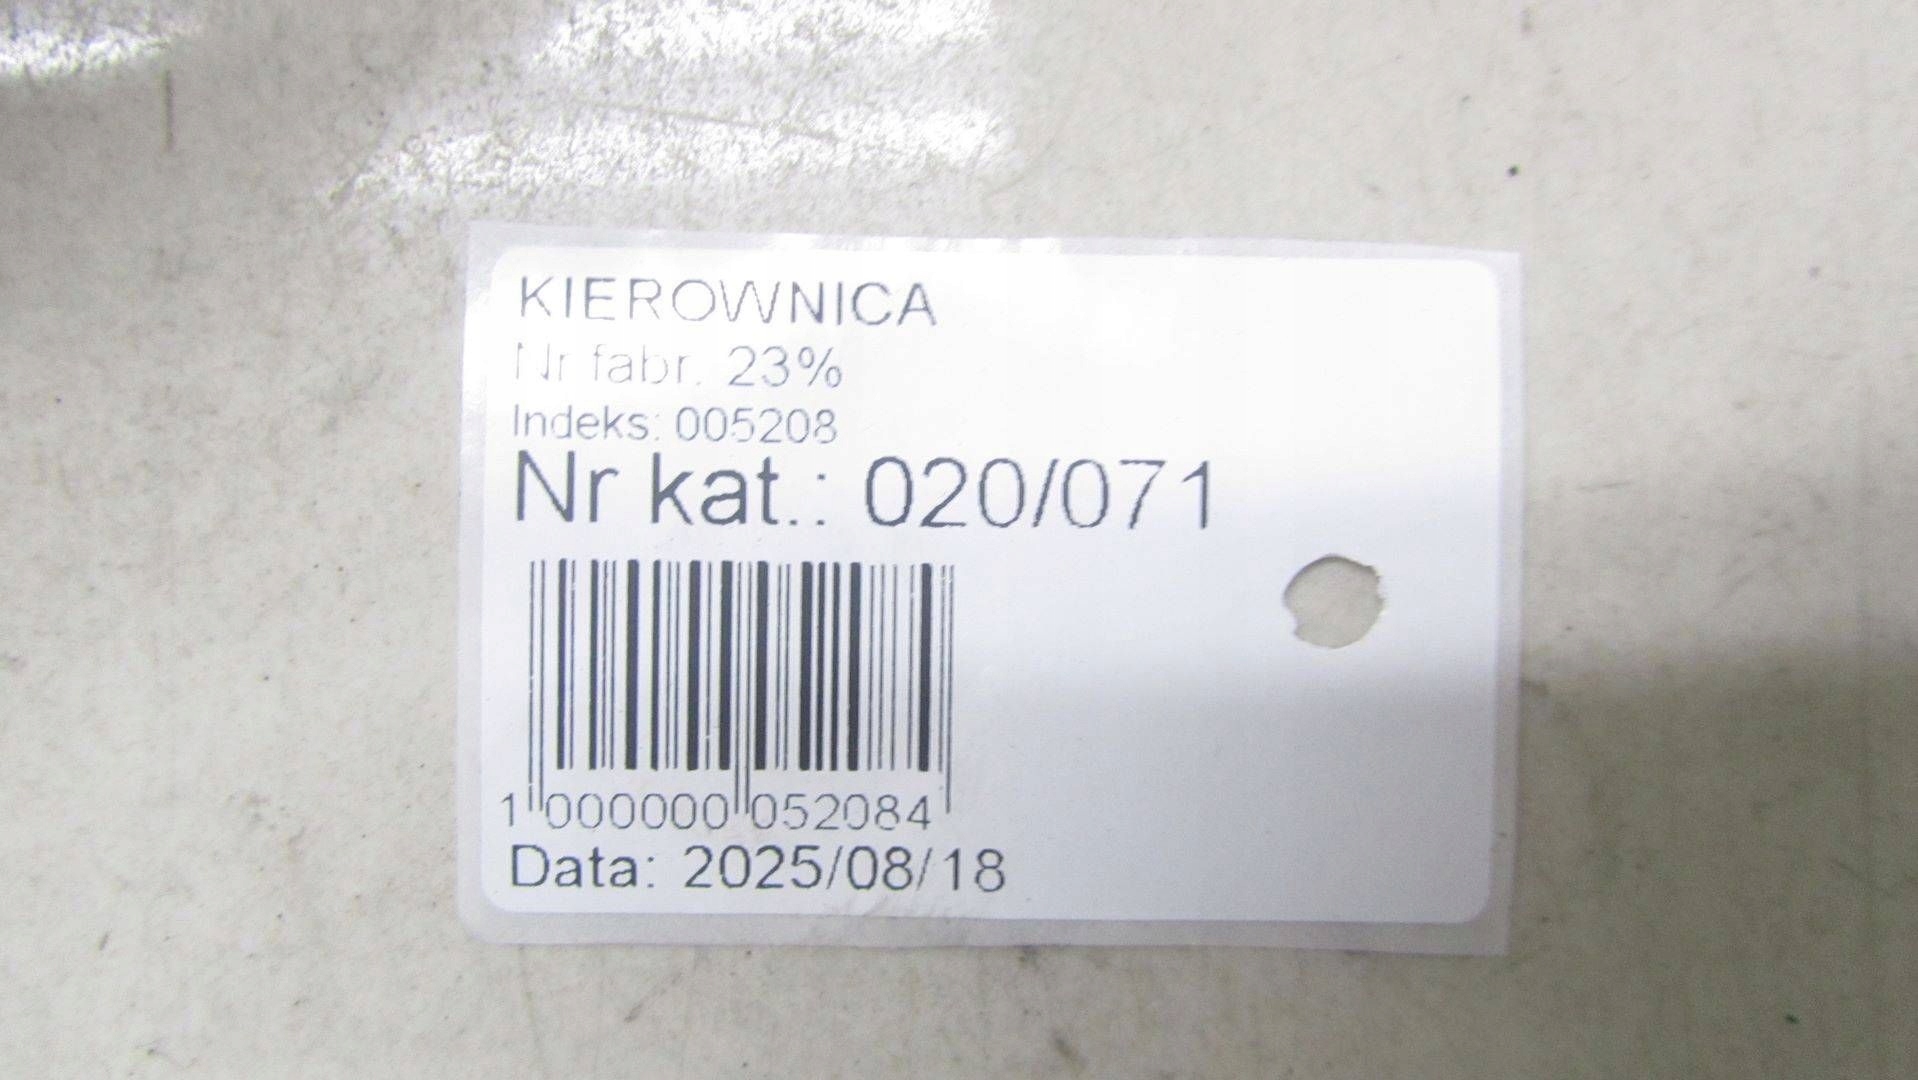 KIEROWNICA
Nr fabr. 23%
Indeks: 005208
Nr kat.: 020/071
1 000000 052084
Data: 2025/08/18